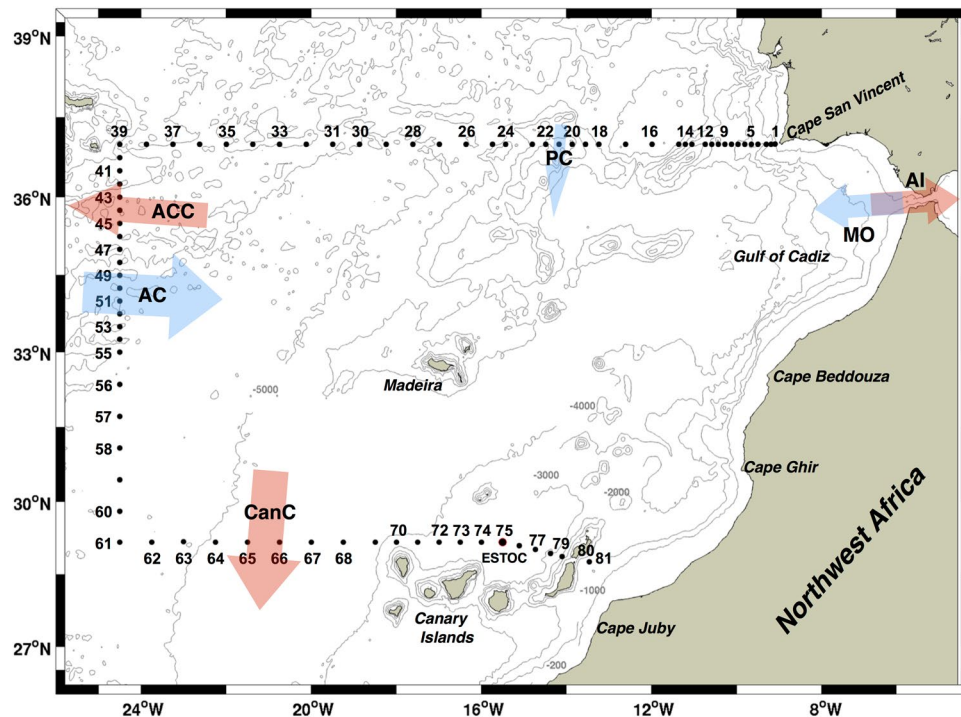 39°N
36°N
33°N
30°N
27°N
24°W
20°W
16°W
12°W
8°W
39 37 35 33 31 30 28 26 24 22 20 18 16 14 12 9 5 1
Cape San Vincent
41
43
45
47
49
51
53
55
56
57
58
60
61
62 63 64 65 66 67 68
70 72 73 74 75 77 79 80 81
ESTOC
PC
ACC
AC
AI
MO
Gulf of Cadiz
Madeira
Cape Beddouza
Cape Ghir
CanC
Canary
Islands
Cape Juby
Northwest Africa
-5000
-4000
-3000
-2000
-1000
-200